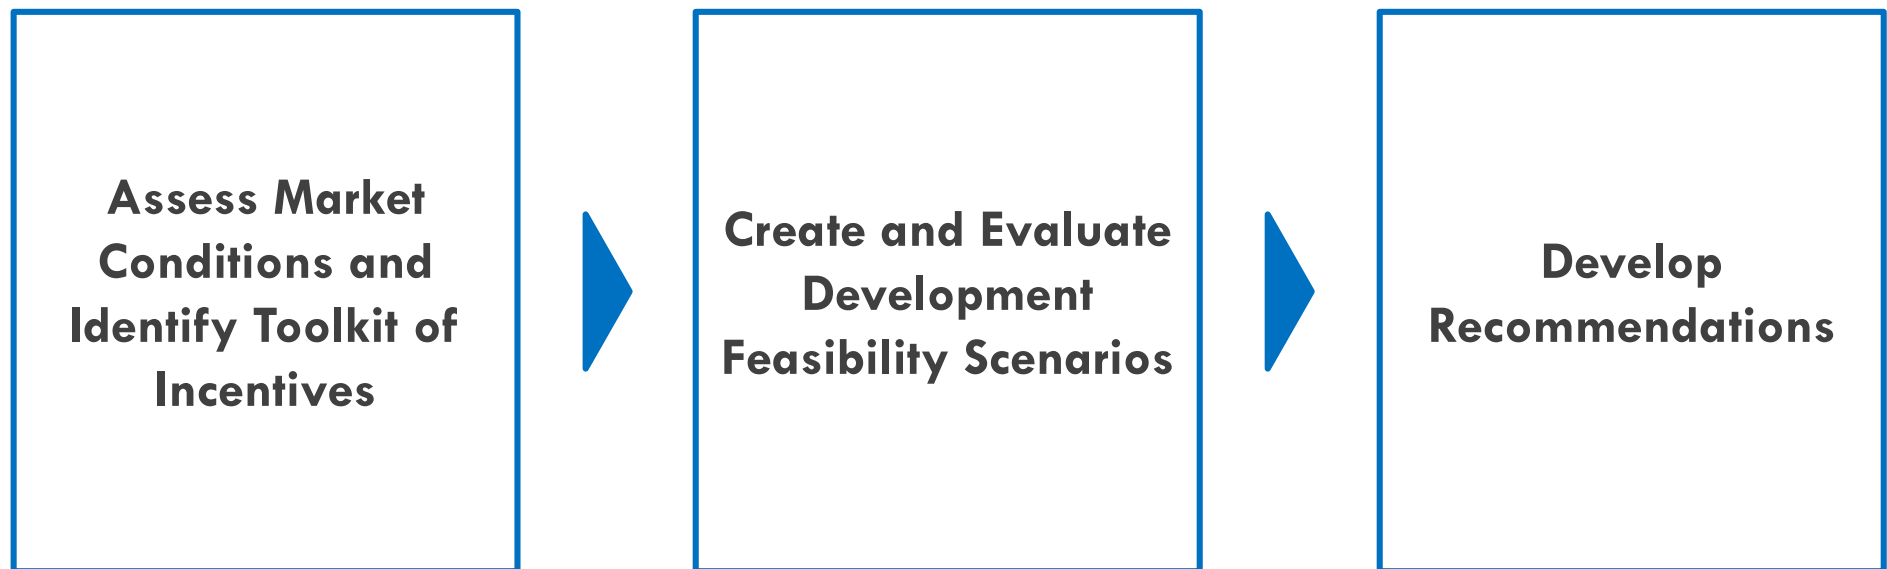 Assess Market
Conditions and
Identify Toolkit of
Incentives
Create and Evaluate
Development
Feasibility Scenarios
Develop
Recommendations